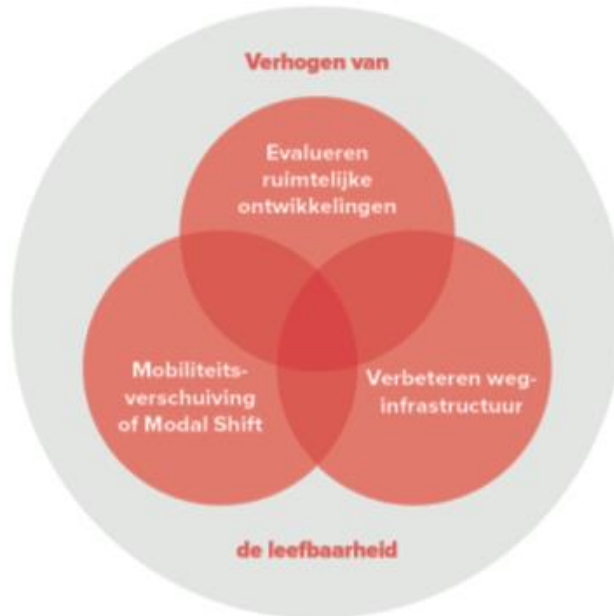 Verhogen van
Evalueren
ruimtelijke
ontwikkelingen
Mobiliteits-
verschuiving
of Modal Shift
Verbeteren weg-
infrastructuur
de leefbaarheid